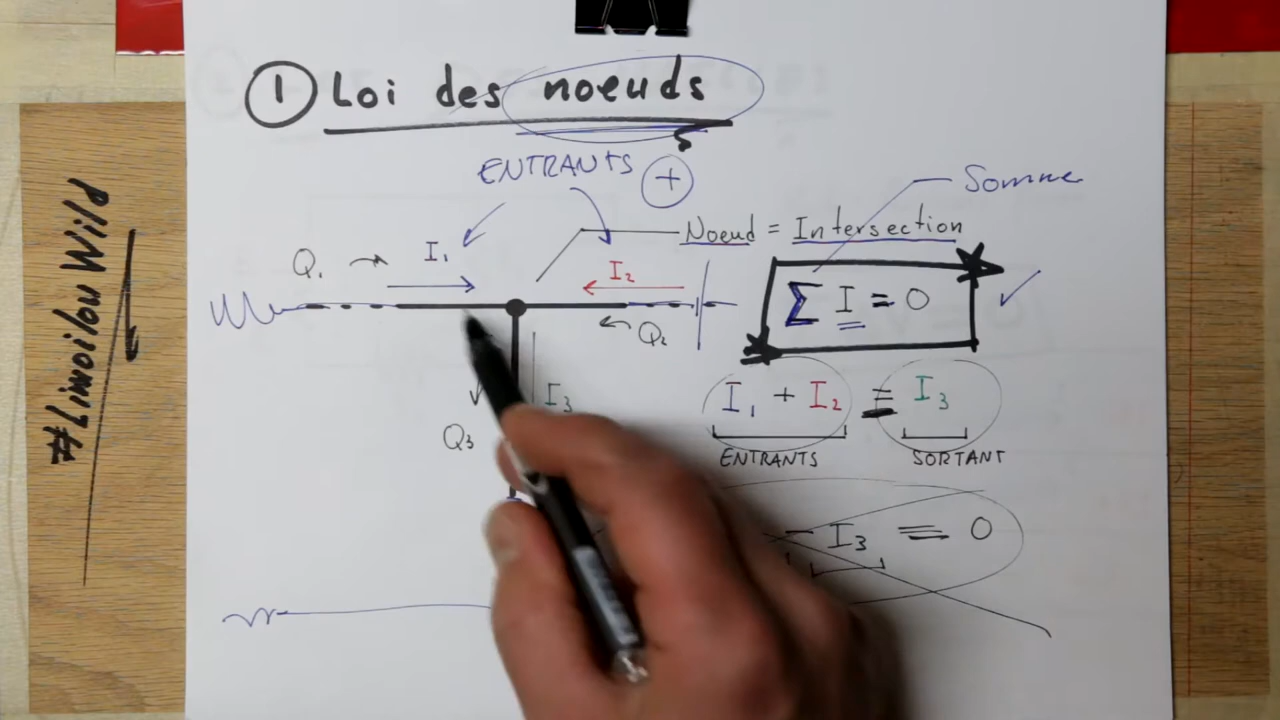 ① Loi des noeuds
ENTRANTS +
Somme
Noeud = Intersection
Q₁ I₁
I₂
Σ I = 0
Q₂
I₃
Q₃
I₁ + I₂ = I₃
ENTRANTS SORTANT
- I₃ = 0
#Limoilou Wild